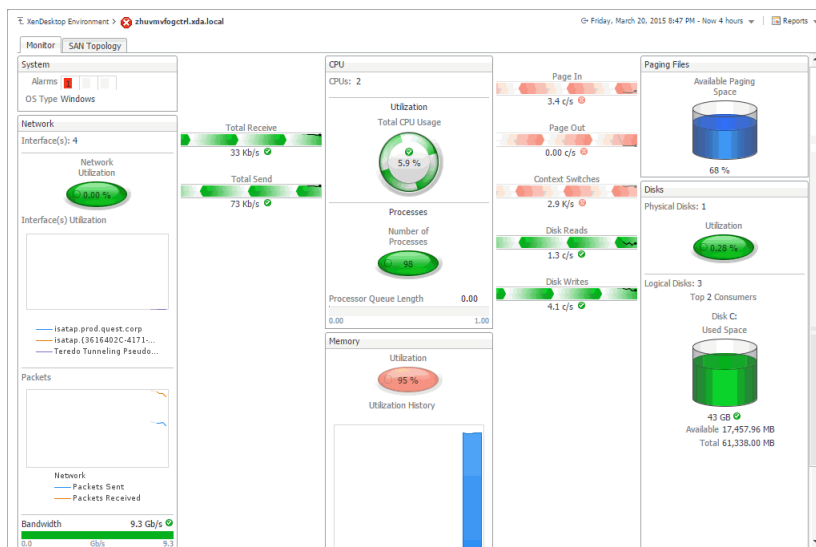 XenDesktop Environment > zhuvmvfogctrl.xda.local
Friday, March 20, 2015 8:47 PM - Now 4 hours
Reports
Monitor
SAN Topology
System
Alarms 1
OS Type Windows
Network
Interface(s): 4
Network
Utilization
0.00 %
Interface(s) Utilization
isatap.prod.quest.corp
isatap.{3616402C-4171-...
Teredo Tunneling Pseudo...
Packets
Network
Packets Sent
Packets Received
Bandwidth 9.3 Gb/s
0.0 Gb/s 9.3
Total Receive
33 Kb/s
Total Send
73 Kb/s
CPU
CPUs: 2
Utilization
Total CPU Usage
5.9 %
Processes
Number of
Processes
98
Processor Queue Length 0.00
0.00 1.00
Memory
Utilization
95 %
Utilization History
Page In
3.4 c/s
Page Out
0.00 c/s
Context Switches
2.9 K/s
Disk Reads
1.3 c/s
Disk Writes
4.1 c/s
Paging Files
Available Paging
Space
68 %
Disks
Physical Disks: 1
Utilization
0.28 %
Logical Disks: 3
Top 2 Consumers
Disk C:
Used Space
43 GB
Available 17,457.96 MB
Total 61,338.00 MB